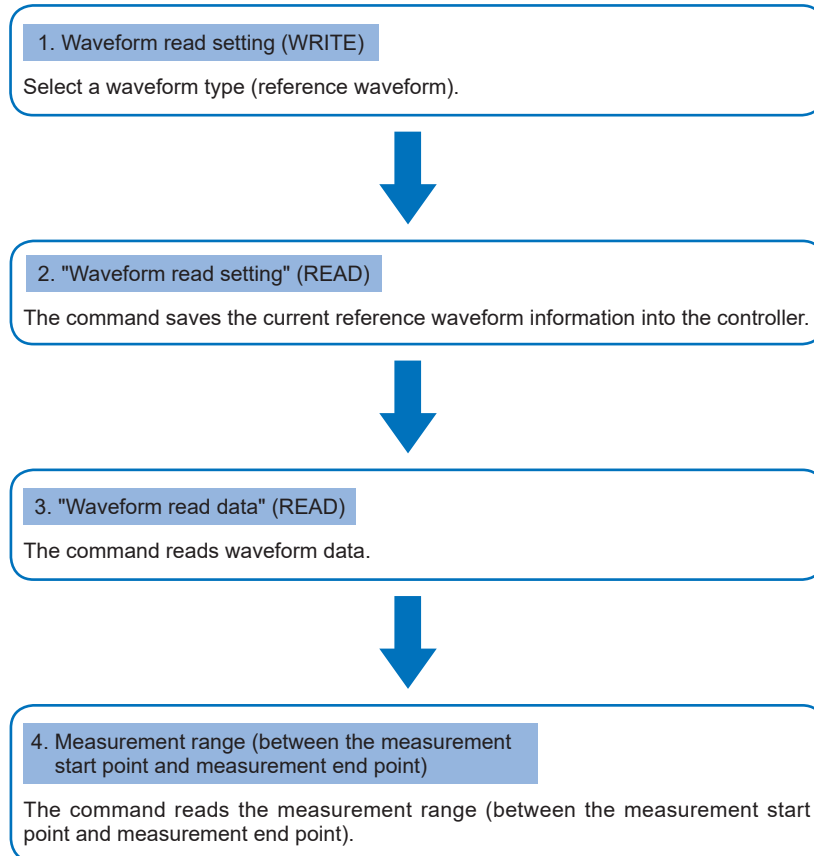 1. Waveform read setting (WRITE)
Select a waveform type (reference waveform).
2. "Waveform read setting" (READ)
The command saves the current reference waveform information into the controller.
3. "Waveform read data" (READ)
The command reads waveform data.
4. Measurement range (between the measurement
start point and measurement end point)
The command reads the measurement range (between the measurement start
point and measurement end point).